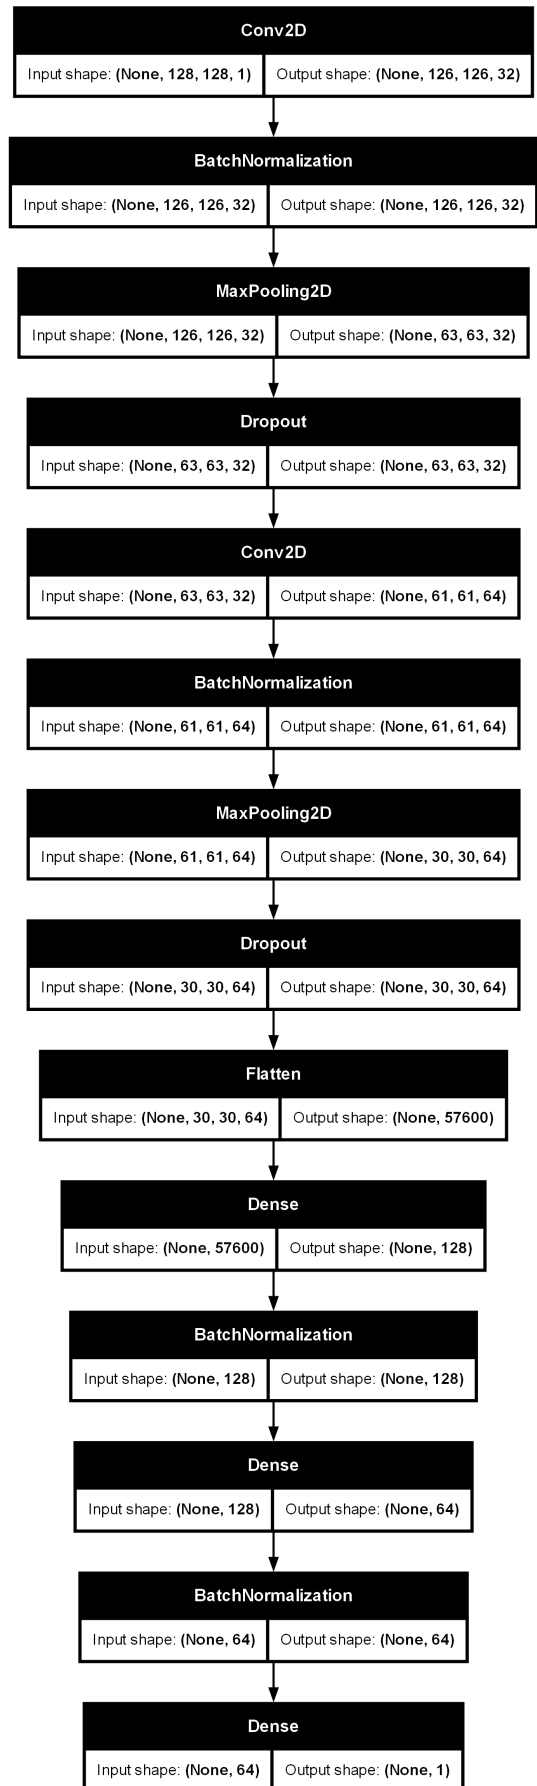 Conv2D
Input shape: (None, 128, 128, 1) Output shape: (None, 126, 126, 32)
BatchNormalization
Input shape: (None, 126, 126, 32) Output shape: (None, 126, 126, 32)
MaxPooling2D
Input shape: (None, 126, 126, 32) Output shape: (None, 63, 63, 32)
Dropout
Input shape: (None, 63, 63, 32) Output shape: (None, 63, 63, 32)
Conv2D
Input shape: (None, 63, 63, 32) Output shape: (None, 61, 61, 64)
BatchNormalization
Input shape: (None, 61, 61, 64) Output shape: (None, 61, 61, 64)
MaxPooling2D
Input shape: (None, 61, 61, 64) Output shape: (None, 30, 30, 64)
Dropout
Input shape: (None, 30, 30, 64) Output shape: (None, 30, 30, 64)
Flatten
Input shape: (None, 30, 30, 64) Output shape: (None, 57600)
Dense
Input shape: (None, 57600) Output shape: (None, 128)
BatchNormalization
Input shape: (None, 128) Output shape: (None, 128)
Dense
Input shape: (None, 128) Output shape: (None, 64)
BatchNormalization
Input shape: (None, 64) Output shape: (None, 64)
Dense
Input shape: (None, 64) Output shape: (None, 1)